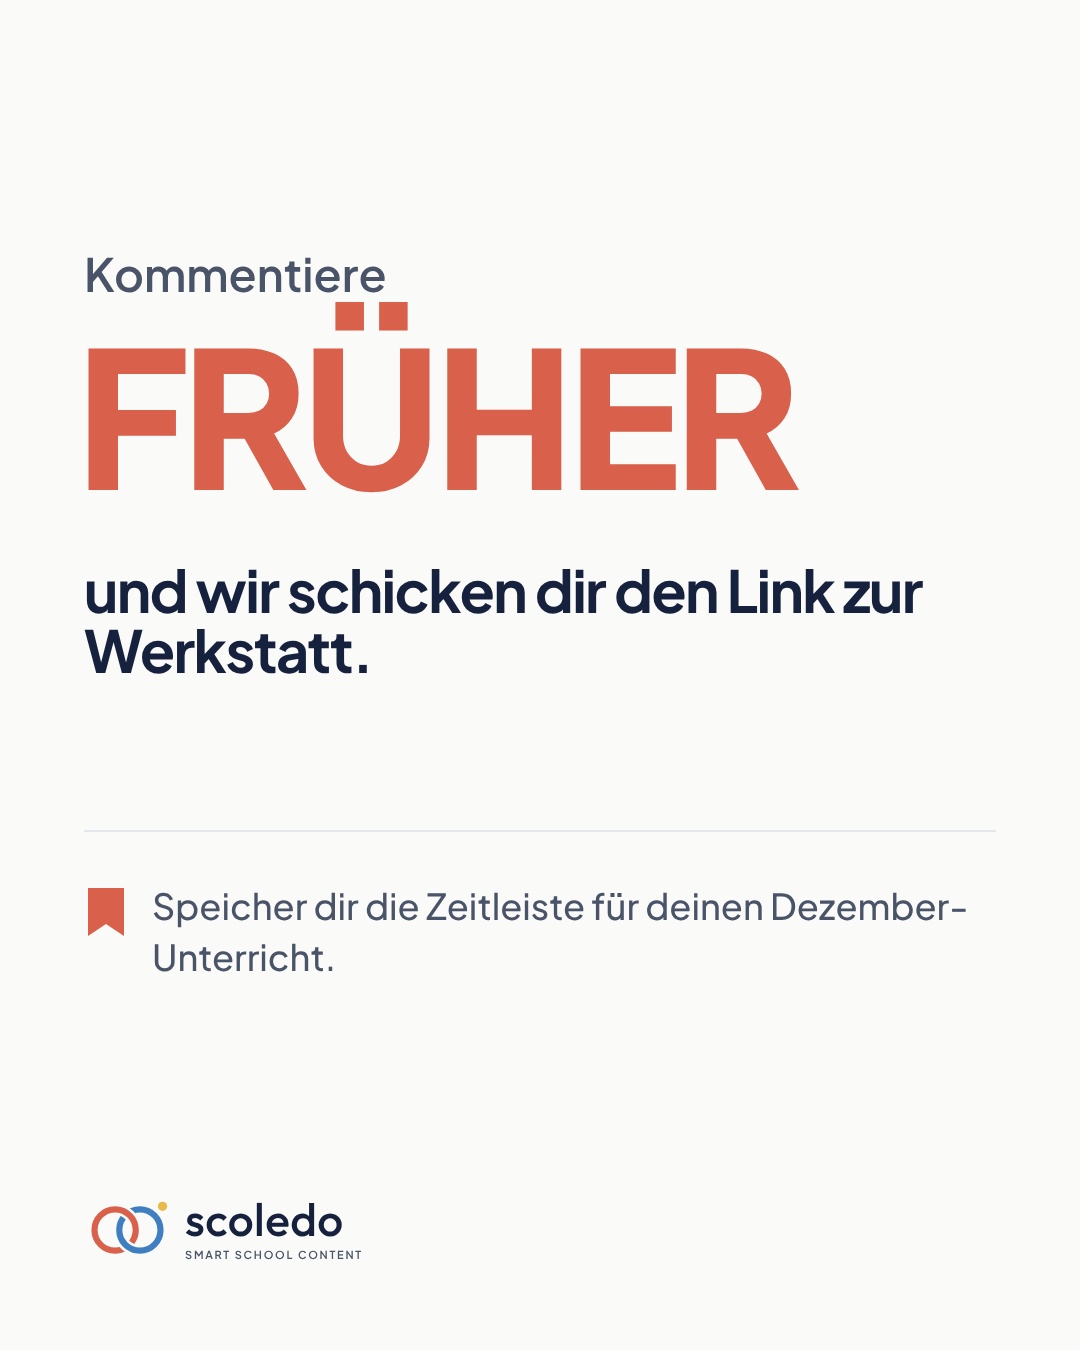 Kommentiere
FRÜHER
und wir schicken dir den Link zur
Werkstatt.
Speicher dir die Zeitleiste für deinen Dezember-
Unterricht.
scoledo
SMART SCHOOL CONTENT